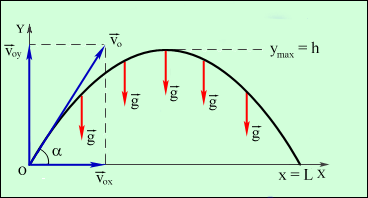 Y
v⃗oy
v⃗o
ymax = h
g⃗
g⃗
g⃗
g⃗
g⃗
α
O
v⃗ox
x = L
X